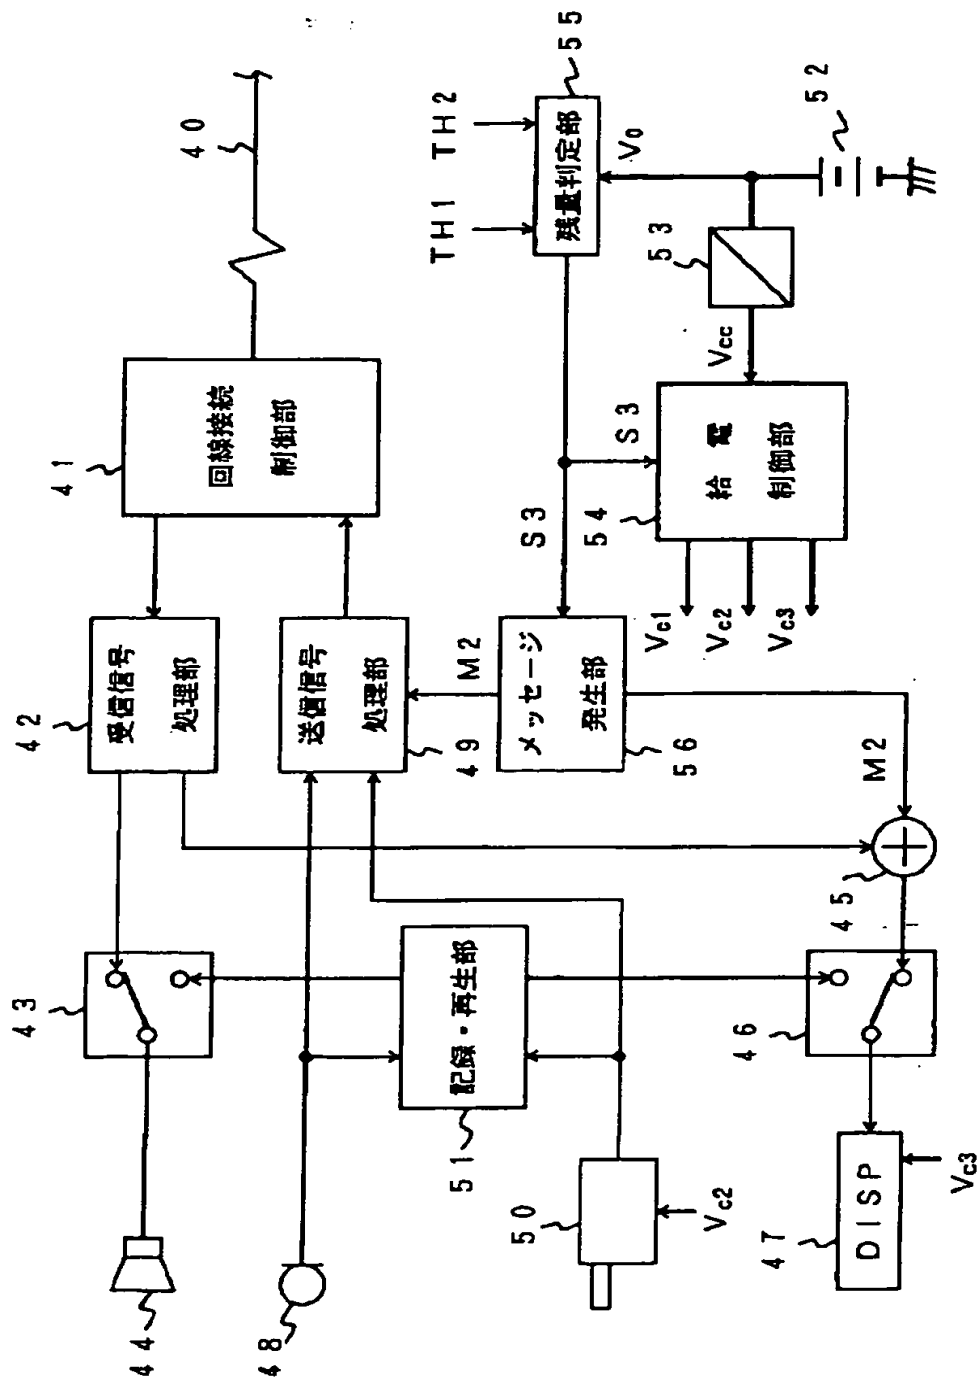 44
43
42
受信信号
処理部
41
回線接続
制御部
40
48
送信信号
処理部
49
51
記録・再生部
M2
メッセージ
発生部
56
S3
TH1
TH2
残量判定部
55
50
Vc2
S3
54
給電
制御部
Vc1
Vc2
Vc3
Vcc
53
V0
52
47
DISP
Vc3
46
45
M2